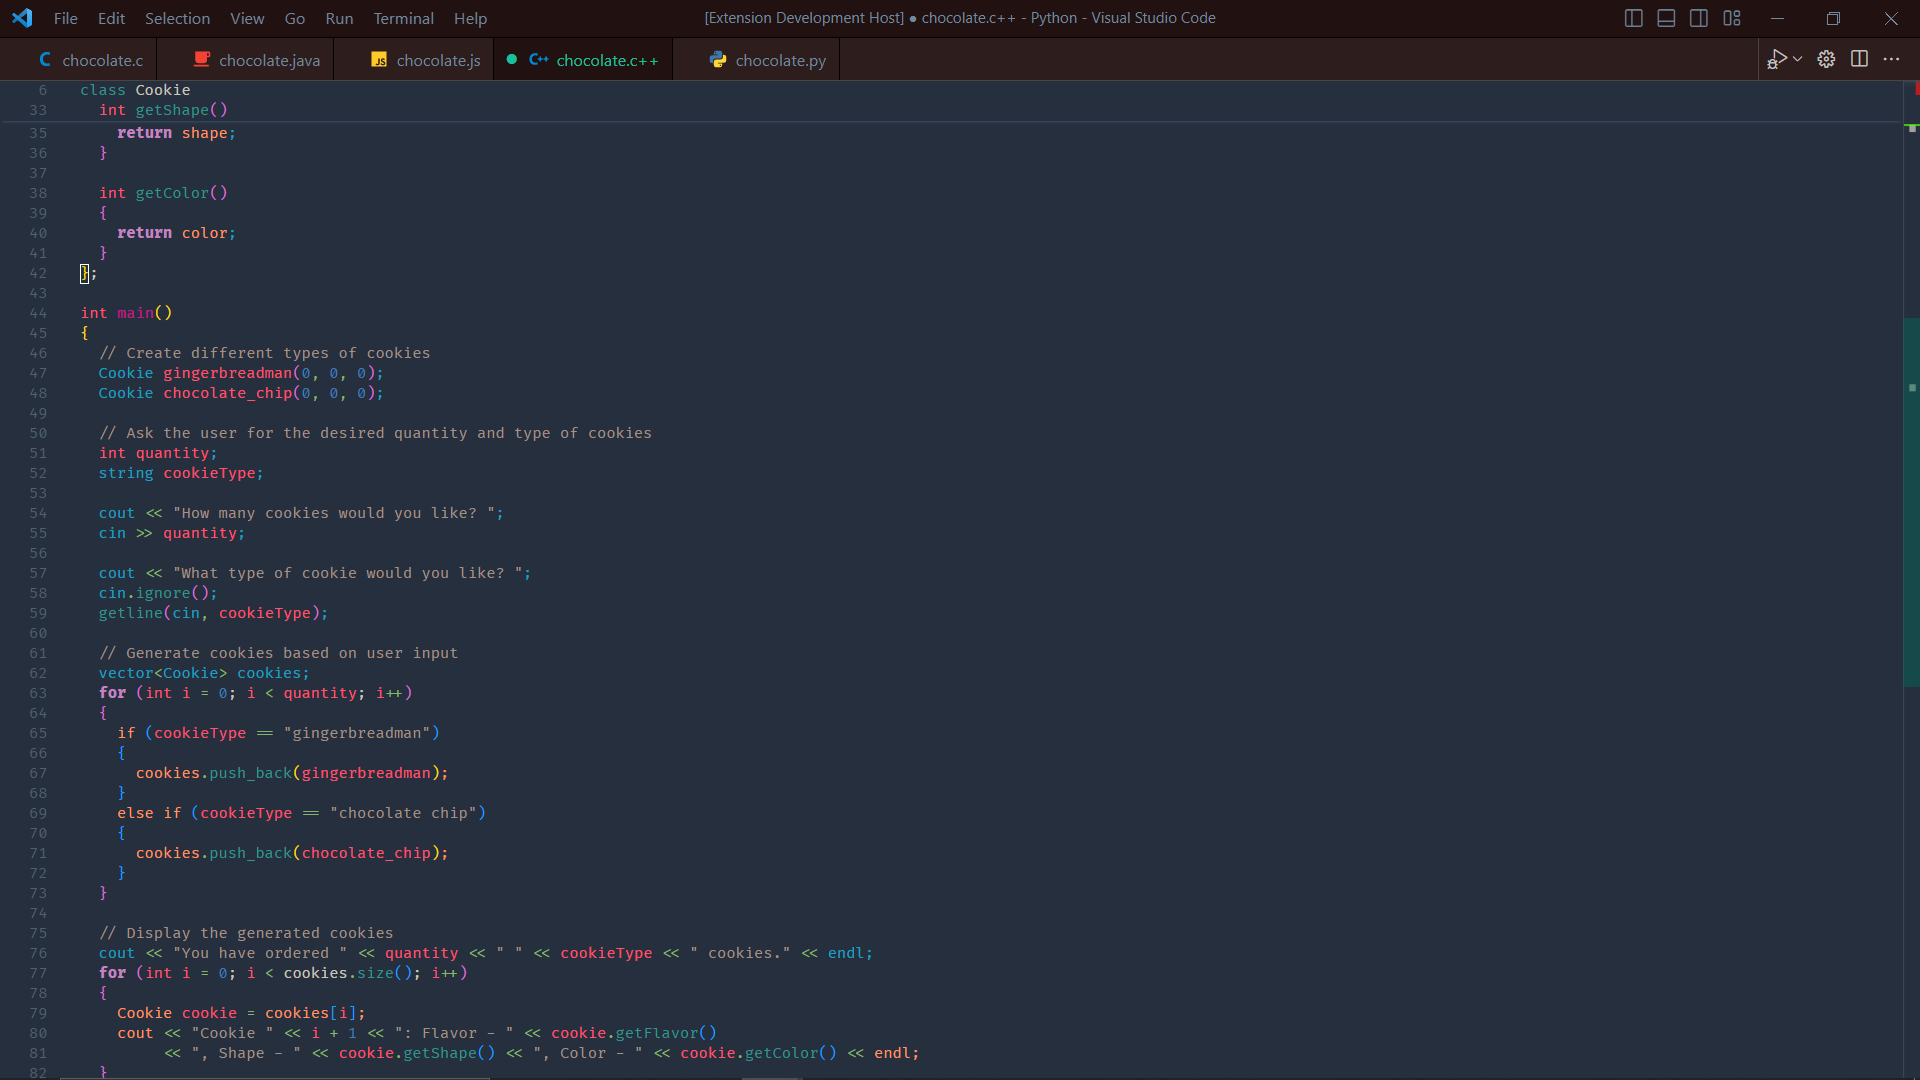 File Edit Selection View Go Run Terminal Help [Extension Development Host] ● chocolate.c++ - Python - Visual Studio Code
C chocolate.c chocolate.java JS chocolate.js C++ chocolate.c++ chocolate.py
6 class Cookie
33 int getShape()
35 return shape;
36 }
37
38 int getColor()
39 {
40 return color;
41 }
42 };
43
44 int main()
45 {
46 // Create different types of cookies
47 Cookie gingerbreadman(0, 0, 0);
48 Cookie chocolate_chip(0, 0, 0);
49
50 // Ask the user for the desired quantity and type of cookies
51 int quantity;
52 string cookieType;
53
54 cout << "How many cookies would you like? ";
55 cin >> quantity;
56
57 cout << "What type of cookie would you like? ";
58 cin.ignore();
59 getline(cin, cookieType);
60
61 // Generate cookies based on user input
62 vector<Cookie> cookies;
63 for (int i = 0; i < quantity; i++)
64 {
65 if (cookieType == "gingerbreadman")
66 {
67 cookies.push_back(gingerbreadman);
68 }
69 else if (cookieType == "chocolate chip")
70 {
71 cookies.push_back(chocolate_chip);
72 }
73 }
74
75 // Display the generated cookies
76 cout << "You have ordered " << quantity << " " << cookieType << " cookies." << endl;
77 for (int i = 0; i < cookies.size(); i++)
78 {
79 Cookie cookie = cookies[i];
80 cout << "Cookie " << i + 1 << ": Flavor - " << cookie.getFlavor()
81 << ", Shape - " << cookie.getShape() << ", Color - " << cookie.getColor() << endl;
82 }